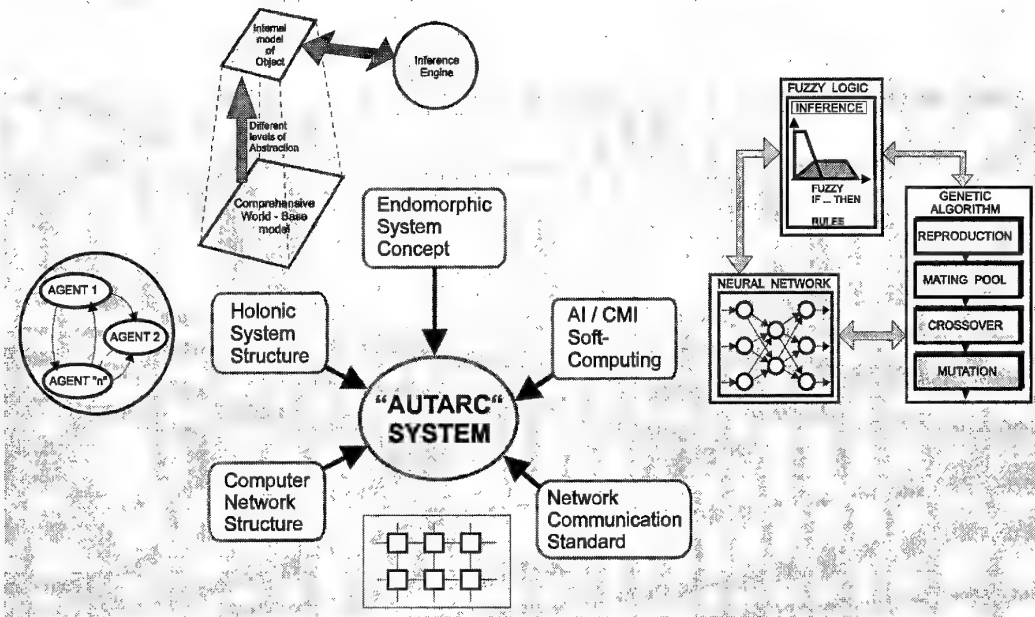 Internal
model
of
Object
Inference
Engine
Different
levels of
Abstraction
Comprehensive
World - Base
model
Endomorphic
System
Concept
FUZZY LOGIC
INFERENCE
FUZZY
IF ... THEN
RULES
GENETIC
ALGORITHM
REPRODUCTION
MATING POOL
CROSSOVER
MUTATION
NEURAL NETWORK
AGENT 1
AGENT 2
AGENT "n"
Holonic
System
Structure
AI / CMI
Soft-
Computing
“AUTARC“
SYSTEM
Computer
Network
Structure
Network
Communication
Standard